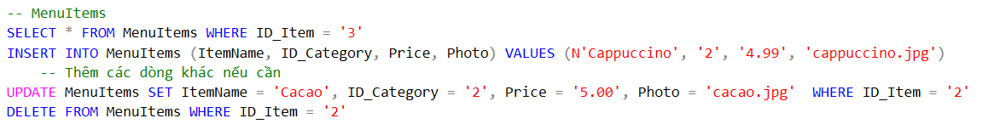 -- MenuItems
SELECT * FROM MenuItems WHERE ID_Item = '3'
INSERT INTO MenuItems (ItemName, ID_Category, Price, Photo) VALUES (N'Cappuccino', '2', '4.99', 'cappuccino.jpg')
-- Thêm các dòng khác nếu cần
UPDATE MenuItems SET ItemName = 'Cacao', ID_Category = '2', Price = '5.00', Photo = 'cacao.jpg'  WHERE ID_Item = '2'
DELETE FROM MenuItems WHERE ID_Item = '2'